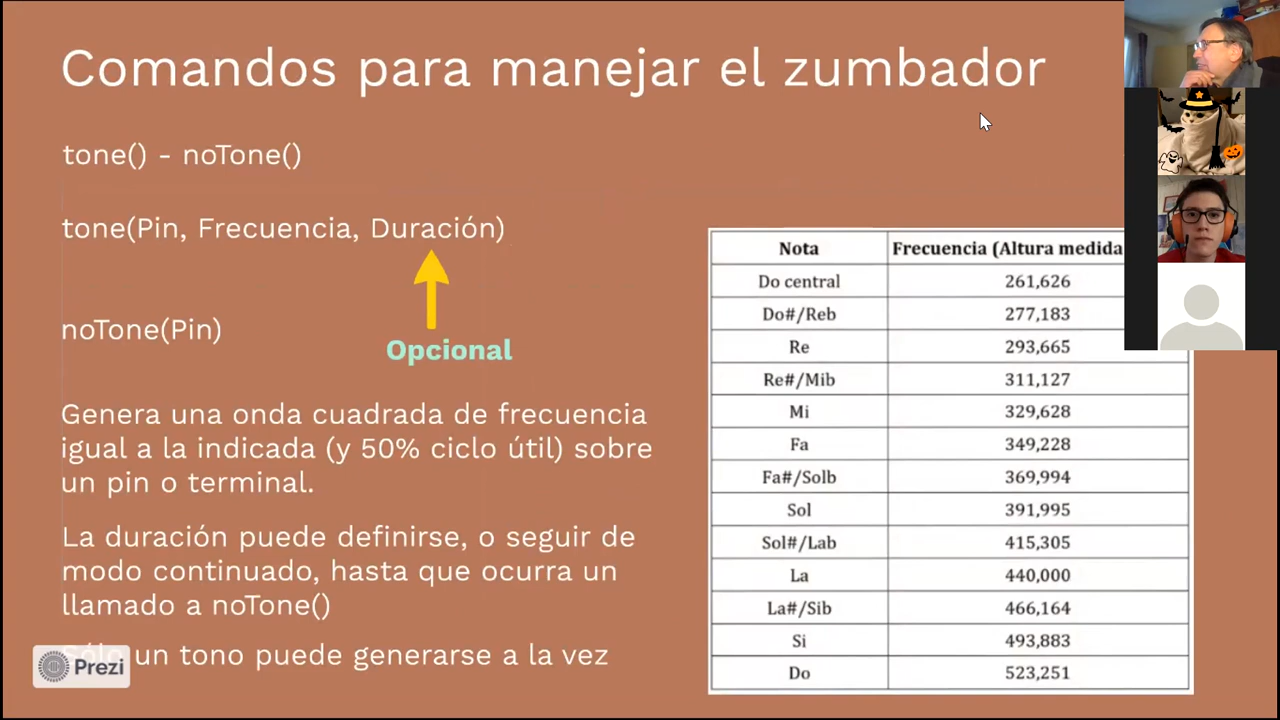 Comandos para manejar el zumbador
tone() - noTone()
tone(Pin, Frecuencia, Duración)
Opcional
noTone(Pin)
Genera una onda cuadrada de frecuencia
igual a la indicada (y 50% ciclo útil) sobre
un pin o terminal.
La duración puede definirse, o seguir de
modo continuado, hasta que ocurra un
llamado a noTone()
Sólo un tono puede generarse a la vez
Prezi
Nota Frecuencia (Altura medida
Do central 261,626
Do#/Reb 277,183
Re 293,665
Re#/Mib 311,127
Mi 329,628
Fa 349,228
Fa#/Solb 369,994
Sol 391,995
Sol#/Lab 415,305
La 440,000
La#/Sib 466,164
Si 493,883
Do 523,251